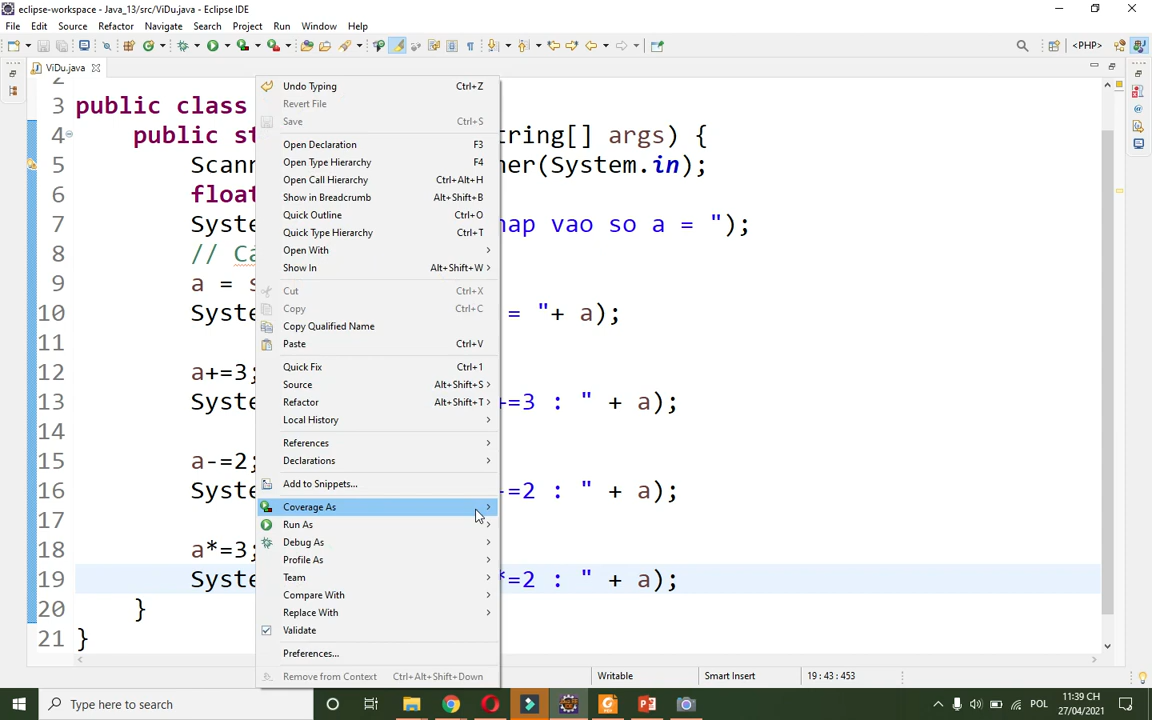 eclipse-workspace - Java_13/src/ViDu.java - Eclipse IDE
File Edit Source Refactor Navigate Search Project Run Window Help
<PHP>
ViDu.java
2
3 public class
4 public st tring[] args) {
5 Scann ner(System.in);
6 float
7 System hap vao so a = ");
8 // Cá
9 a = s
10 System = "+ a);
11
12 a+=3;
13 System +=3 : " + a);
14
15 a-=2;
16 System -=2 : " + a);
17
18 a*=3;
19 System *=2 : " + a);
20 }
21 }
Undo Typing Ctrl+Z
Revert File
Save Ctrl+S
Open Declaration F3
Open Type Hierarchy F4
Open Call Hierarchy Ctrl+Alt+H
Show in Breadcrumb Alt+Shift+B
Quick Outline Ctrl+O
Quick Type Hierarchy Ctrl+T
Open With
Show In Alt+Shift+W
Cut Ctrl+X
Copy Ctrl+C
Copy Qualified Name
Paste Ctrl+V
Quick Fix Ctrl+1
Source Alt+Shift+S
Refactor Alt+Shift+T
Local History
References
Declarations
Add to Snippets...
Coverage As
Run As
Debug As
Profile As
Team
Compare With
Replace With
Validate
Preferences...
Remove from Context Ctrl+Alt+Shift+Down
Writable Smart Insert 19 : 43 : 453
Type here to search
POL
11:39 CH
27/04/2021